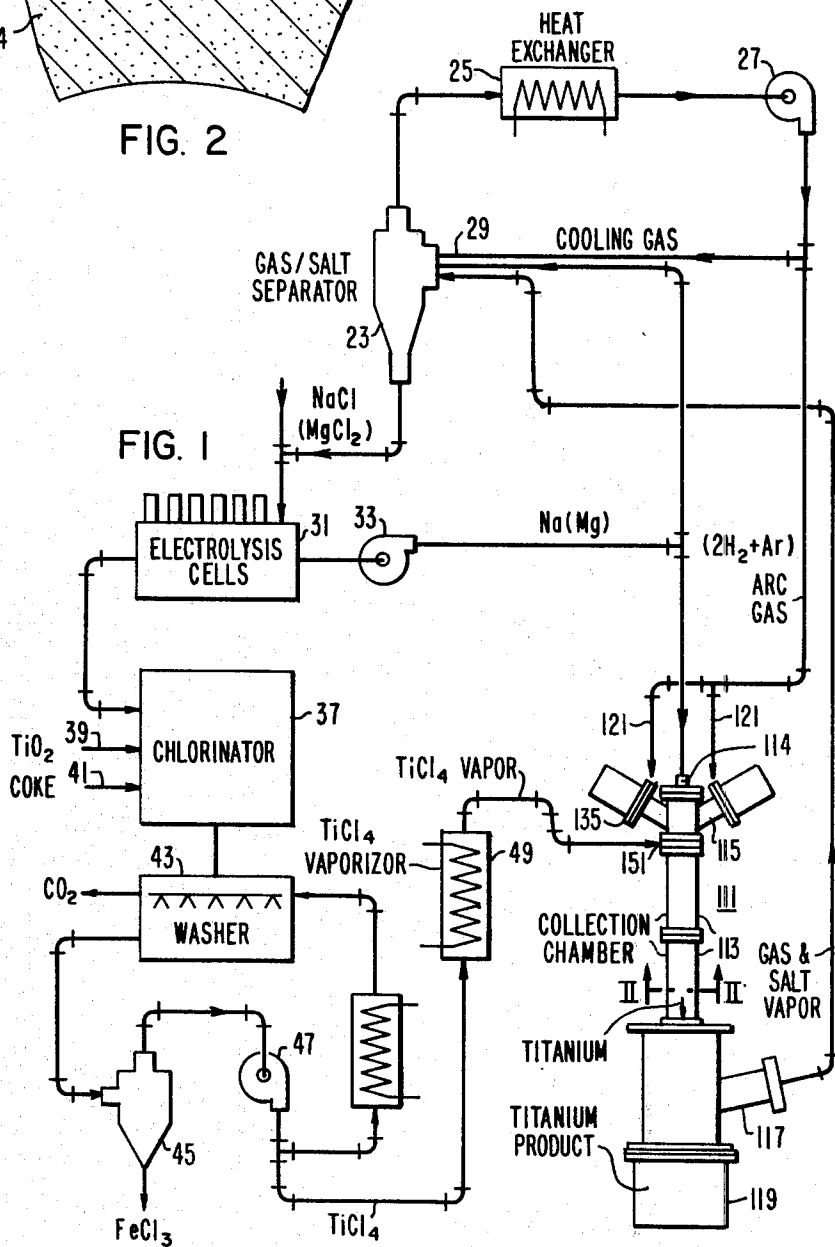 4
FIG. 2
HEAT
EXCHANGER
25
27
29
COOLING GAS
GAS/SALT
SEPARATOR
23
NaCl
(MgCl₂)
FIG. 1
31
33
Na(Mg)
(2H₂+Ar)
ELECTROLYSIS
CELLS
ARC
GAS
37
39
TiO₂
CHLORINATOR
COKE
41
121
121
114
TiCl₄ VAPOR
135
115
151
TiCl₄
VAPORIZOR
49
111
43
CO₂
WASHER
COLLECTION
CHAMBER
113
GAS &
SALT
VAPOR
II
II
TITANIUM
47
117
TITANIUM
PRODUCT
45
119
TiCl₄
FeCl₃